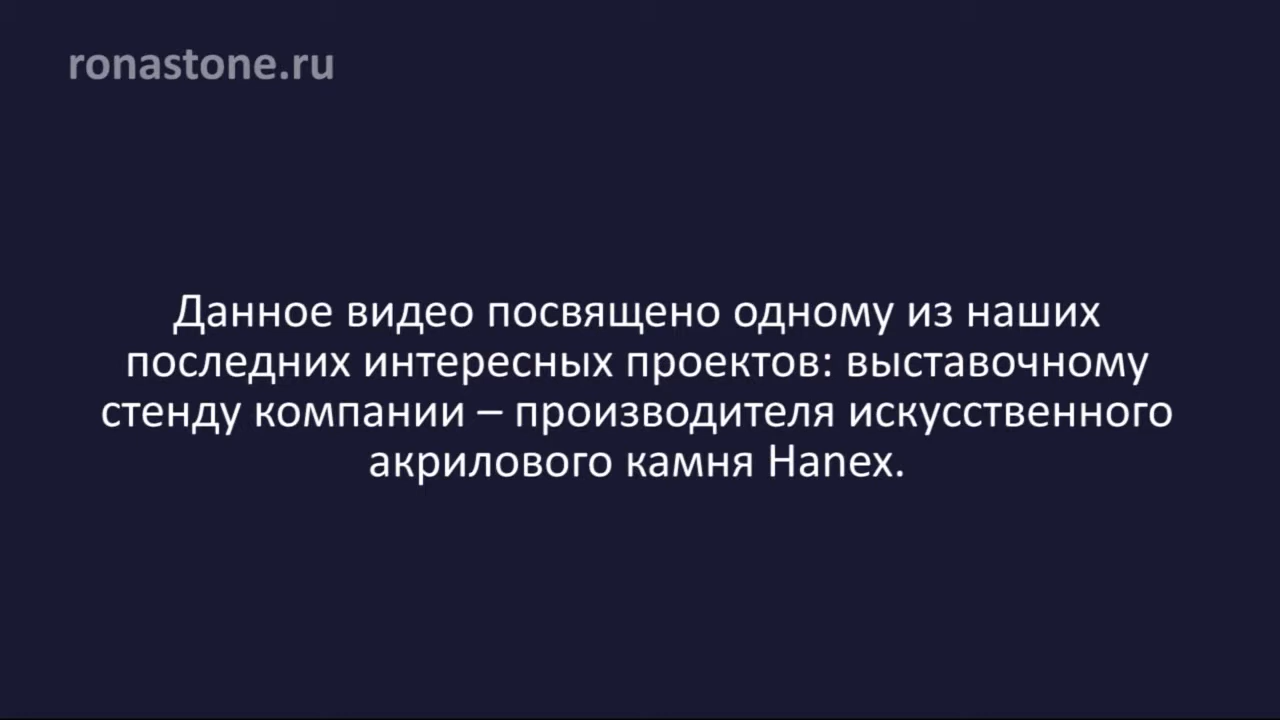 ronastone.ru
Данное видео посвящено одному из наших
последних интересных проектов: выставочному
стенду компании – производителя искусственного
акрилового камня Hanex.